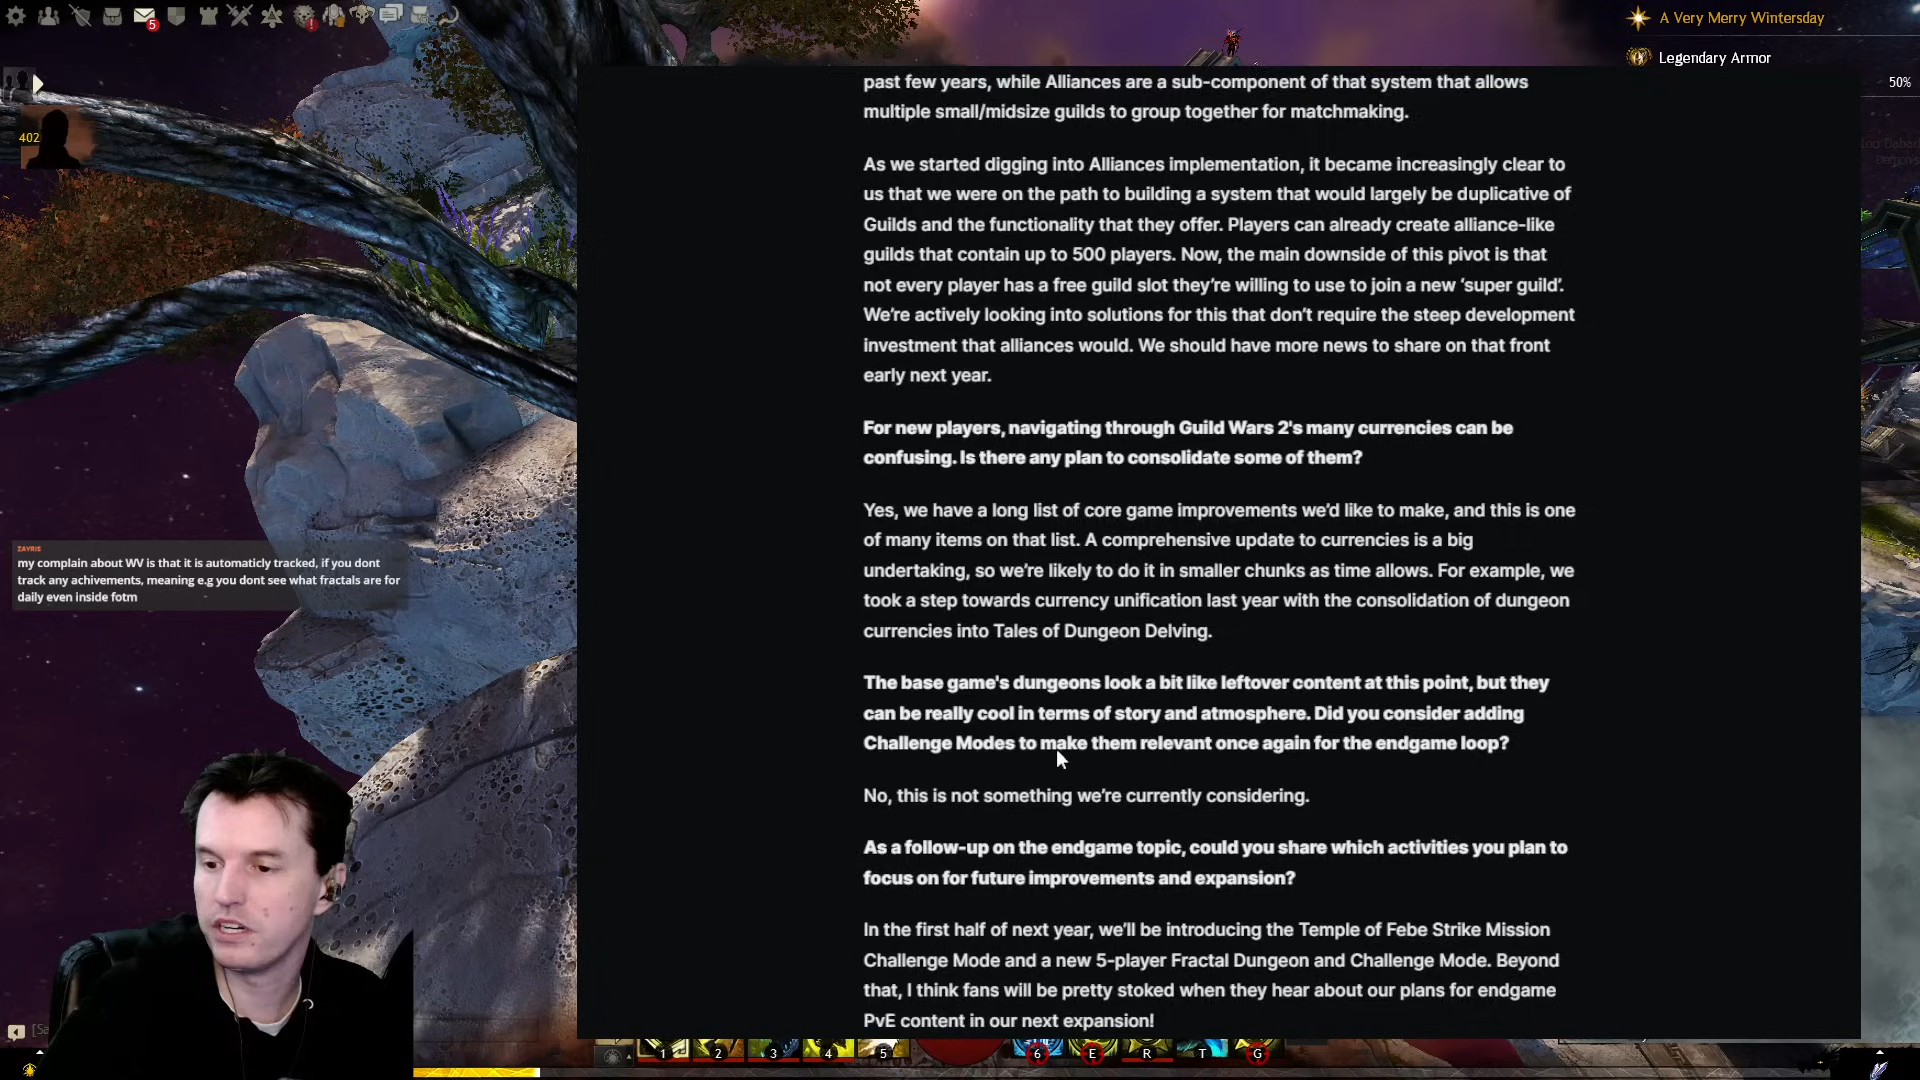 5
A Very Merry Wintersday
Legendary Armor
50%
402
past few years, while Alliances are a sub-component of that system that allows
multiple small/midsize guilds to group together for matchmaking.
As we started digging into Alliances implementation, it became increasingly clear to
us that we were on the path to building a system that would largely be duplicative of
Guilds and the functionality that they offer. Players can already create alliance-like
guilds that contain up to 500 players. Now, the main downside of this pivot is that
not every player has a free guild slot they’re willing to use to join a new ‘super guild’.
We’re actively looking into solutions for this that don’t require the steep development
investment that alliances would. We should have more news to share on that front
early next year.
For new players, navigating through Guild Wars 2's many currencies can be
confusing. Is there any plan to consolidate some of them?
Yes, we have a long list of core game improvements we’d like to make, and this is one
of many items on that list. A comprehensive update to currencies is a big
undertaking, so we’re likely to do it in smaller chunks as time allows. For example, we
took a step towards currency unification last year with the consolidation of dungeon
currencies into Tales of Dungeon Delving.
The base game's dungeons look a bit like leftover content at this point, but they
can be really cool in terms of story and atmosphere. Did you consider adding
Challenge Modes to make them relevant once again for the endgame loop?
No, this is not something we’re currently considering.
As a follow-up on the endgame topic, could you share which activities you plan to
focus on for future improvements and expansion?
In the first half of next year, we’ll be introducing the Temple of Febe Strike Mission
Challenge Mode and a new 5-player Fractal Dungeon and Challenge Mode. Beyond
that, I think fans will be pretty stoked when they hear about our plans for endgame
PvE content in our next expansion!
ZAYRIS
my complain about WV is that it is automaticly tracked, if you dont
track any achivements, meaning e.g you dont see what fractals are for
daily even inside fotm
[Sa
1 2 3 4 5 6 E R T G